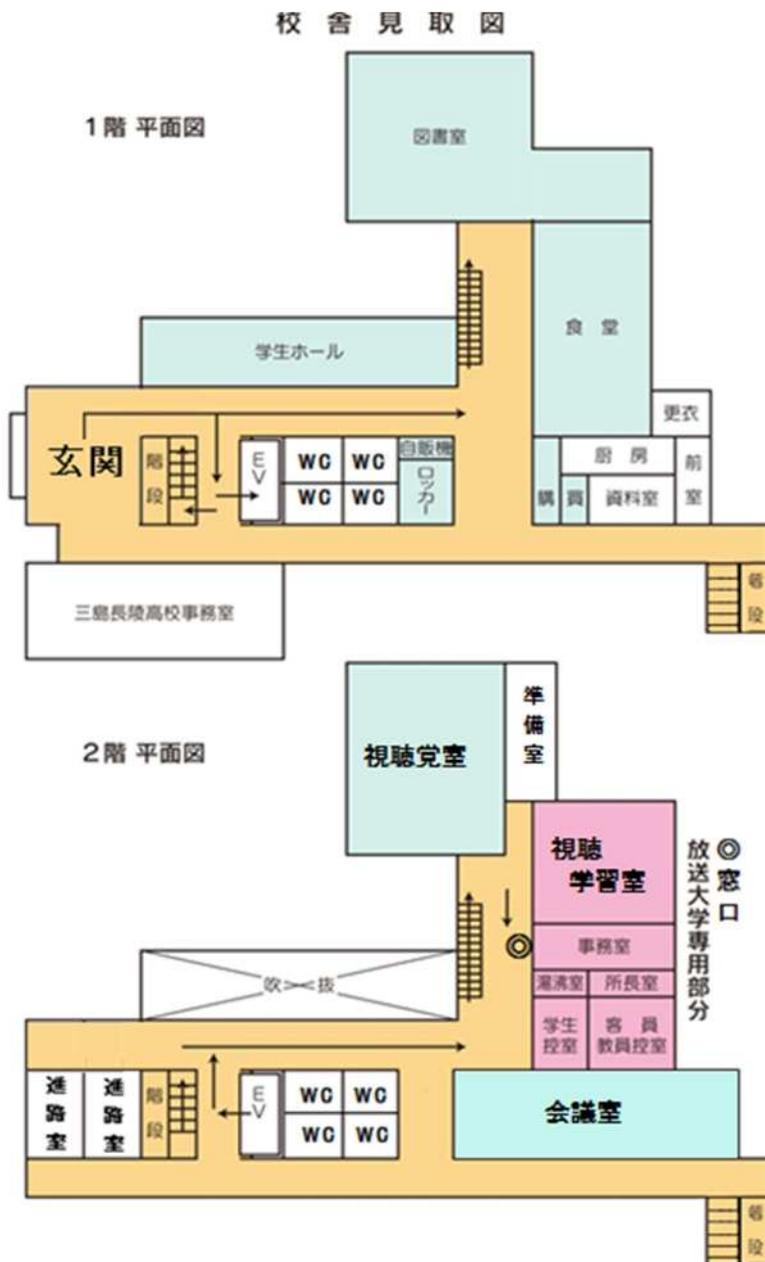 校 舎 見 取 図
1階 平面図
図書室
食 堂
学生ホール
更衣
玄関
階段
EV
WC WC
WC WC
自販機
ロッカー
購 買
厨 房
資料室
前室
階段
三島長陵高校事務室
2階 平面図
視聴党室
準備室
視聴
学習室
◎窓口
放送大学専用部分
◎
事務室
湯沸室
所長室
学生
控室
客 員
教員控室
吹 抜
進路室
進路室
階段
EV
WC WC
WC WC
会議室
階段